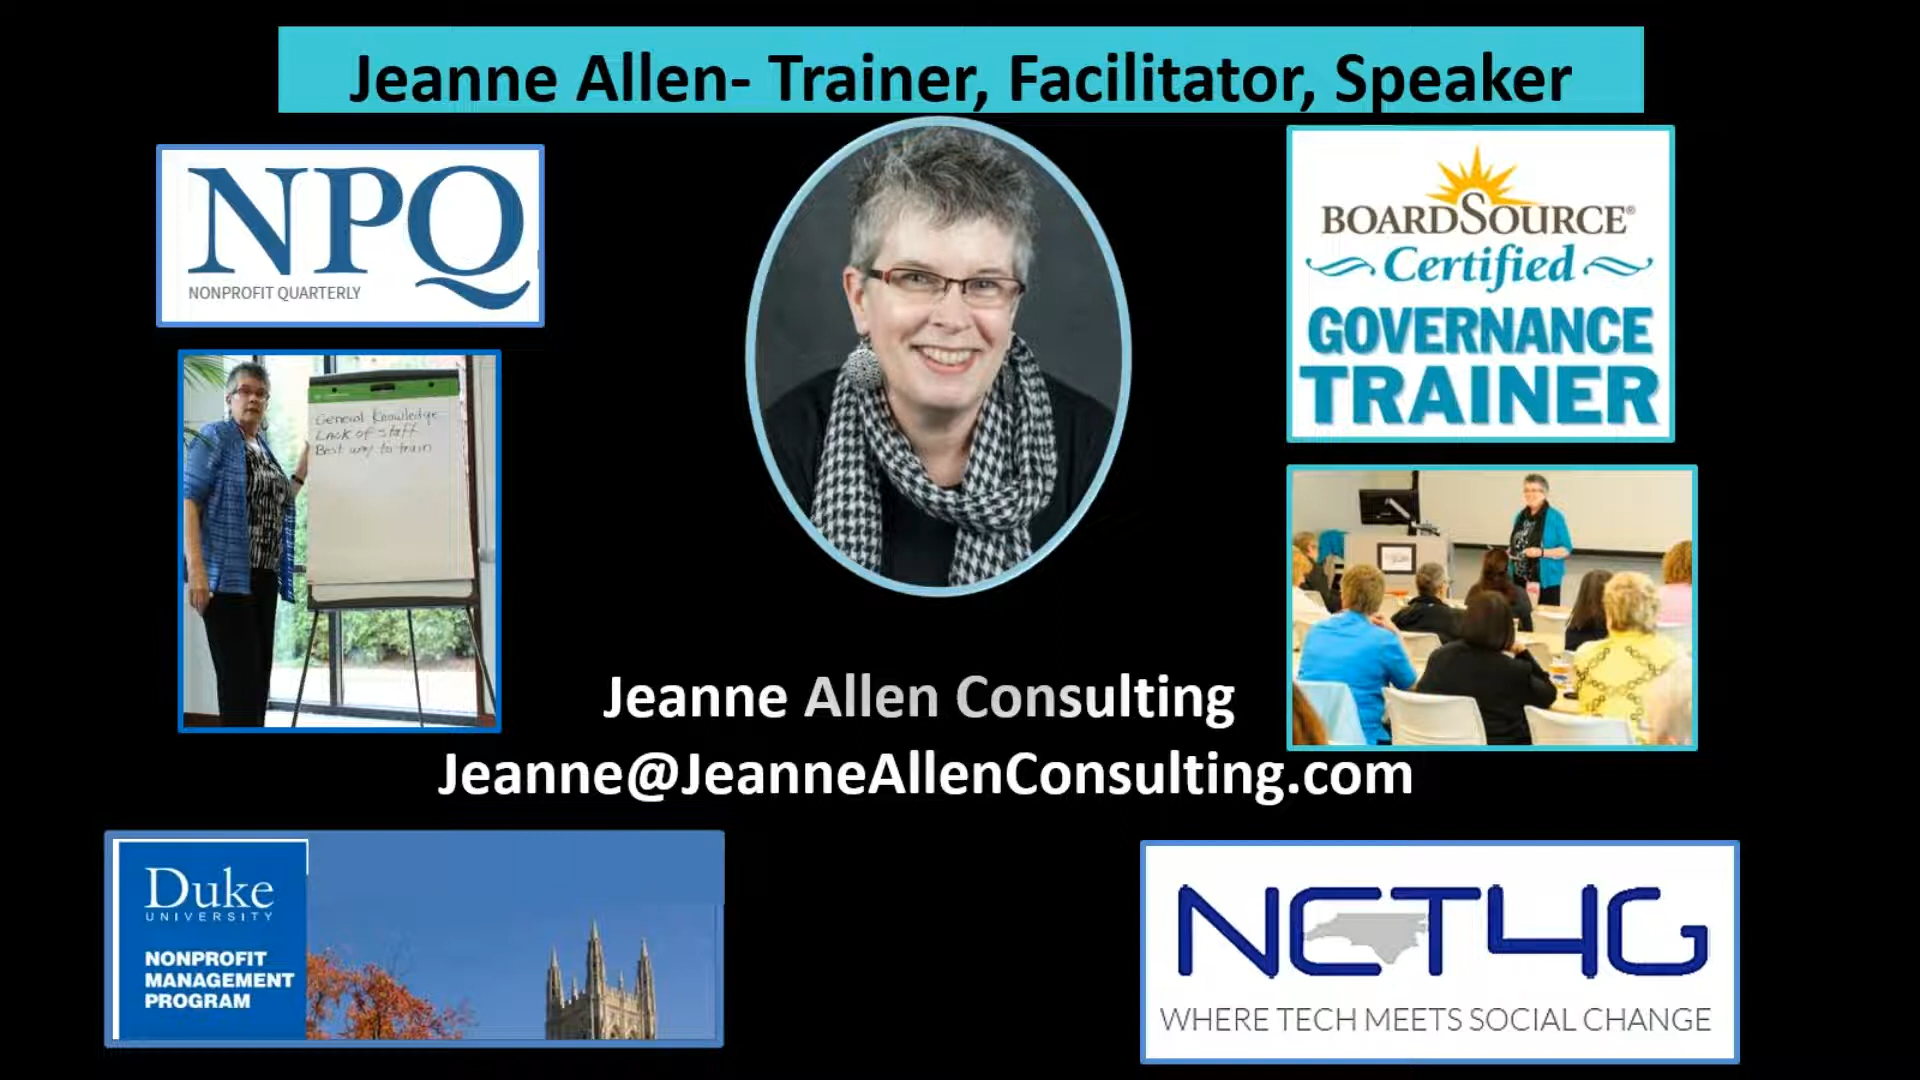 Jeanne Allen- Trainer, Facilitator, Speaker
NPQ
NONPROFIT QUARTERLY
BOARDSOURCE®
Certified
GOVERNANCE
TRAINER
General Knowledge
Lack of staff
Best way to train
Jeanne Allen Consulting
Jeanne@JeanneAllenConsulting.com
Duke
UNIVERSITY
NONPROFIT
MANAGEMENT
PROGRAM
NCT4G
WHERE TECH MEETS SOCIAL CHANGE